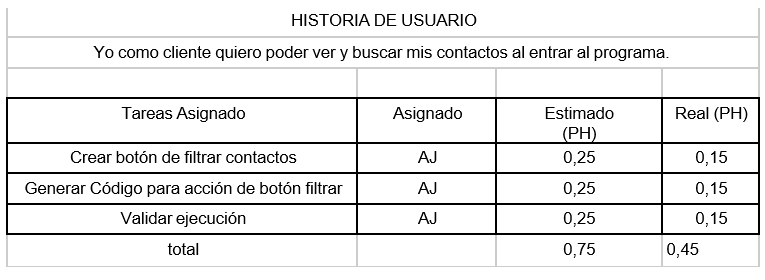 HISTORIA DE USUARIO
Yo como cliente quiero poder ver y buscar mis contactos al entrar al programa.
Tareas Asignado Asignado Estimado (PH) Real (PH)
Crear botón de filtrar contactos AJ 0,25 0,15
Generar Código para acción de botón filtrar AJ 0,25 0,15
Validar ejecución AJ 0,25 0,15
total 0,75 0,45